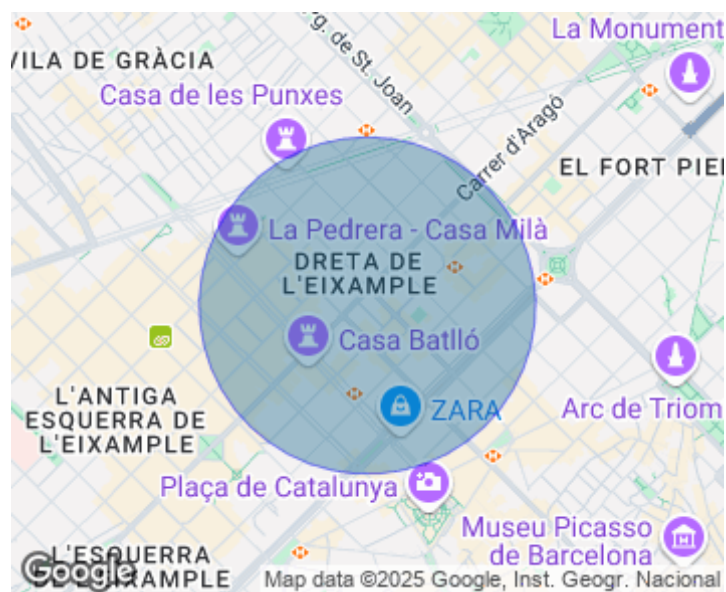 La Monument
VILA DE GRÀCIA
g. de St. Joan
Casa de les Punxes
Carrer d'Aragó
EL FORT PIE
La Pedrera - Casa Milà
DRETA DE
L'EIXAMPLE
Casa Batlló
L'ANTIGA
ESQUERRA DE
L'EIXAMPLE
ZARA
Arc de Triom
Plaça de Catalunya
Museu Picasso
de Barcelona
L'ESQUERRA
DE L'EIXAMPLE
Google
Map data ©2025 Google, Inst. Geogr. Nacional